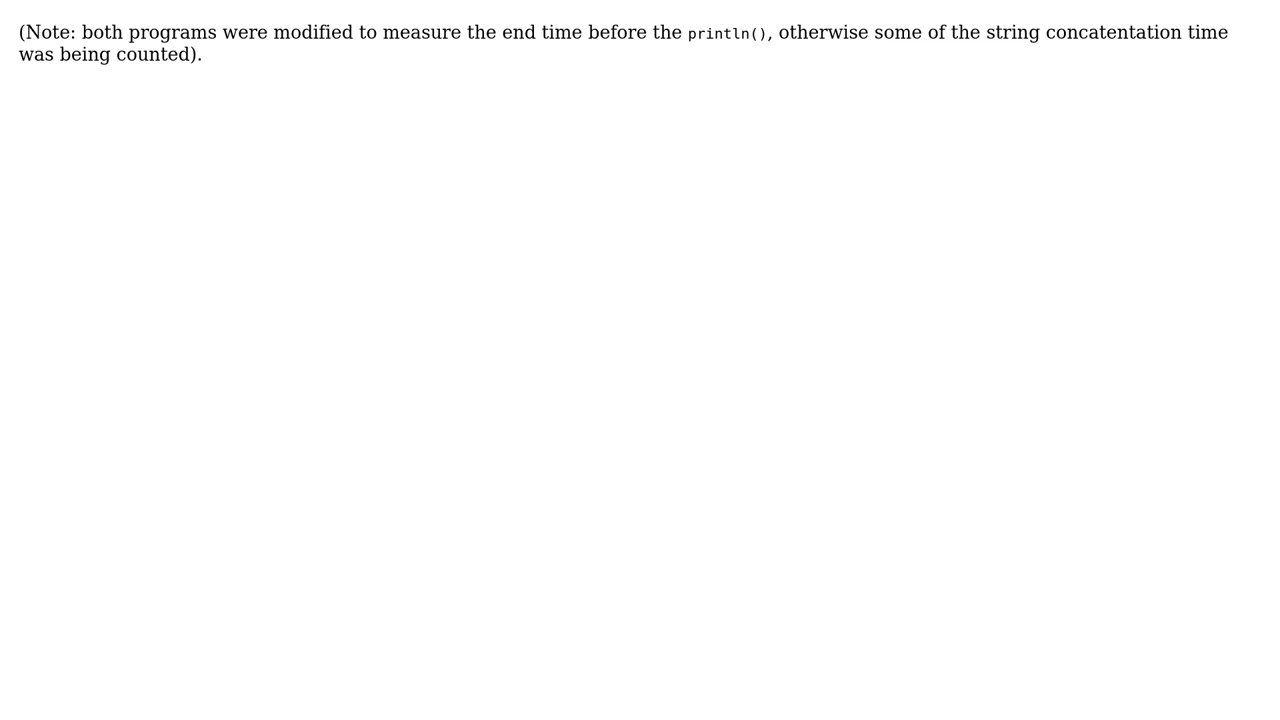 (Note: both programs were modified to measure the end time before the println(), otherwise some of the string concatentation time
was being counted).